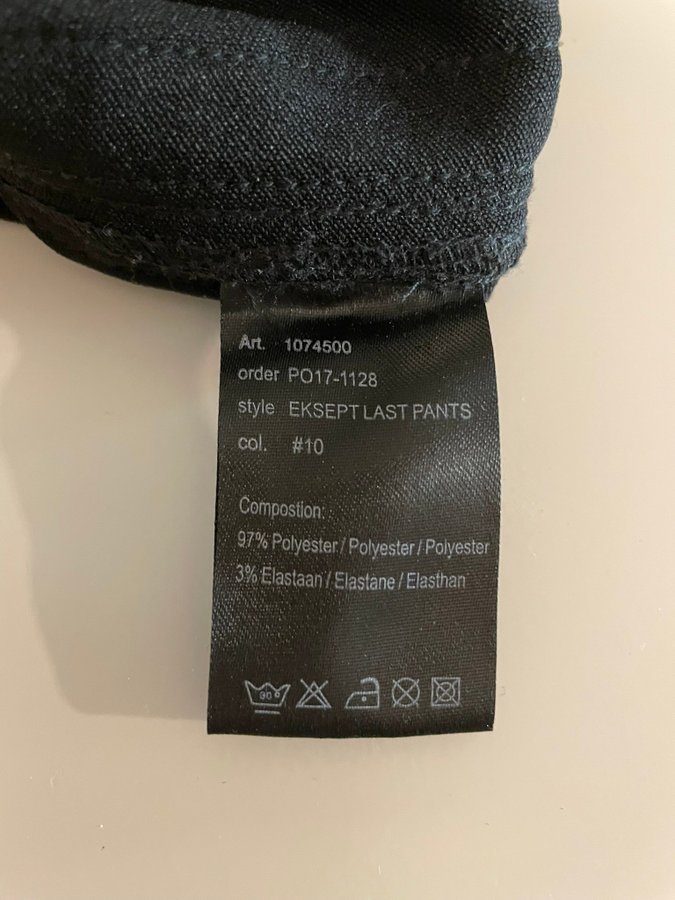 Art. 1074500
order PO17-1128
style EKSEPT LAST PANTS
col. #10
Compostion:
97% Polyester / Polyester / Polyester
3% Elastaan / Elastane / Elasthan
30°